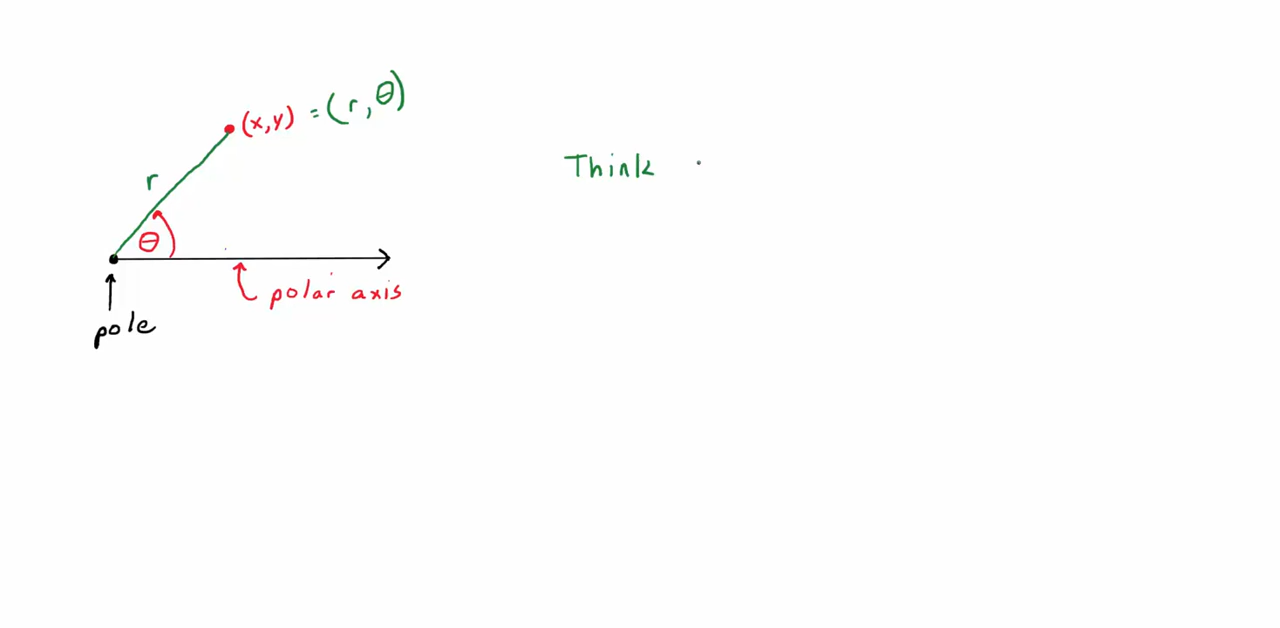 (x,y) = (r, θ)
Think
r
θ
polar axis
pole